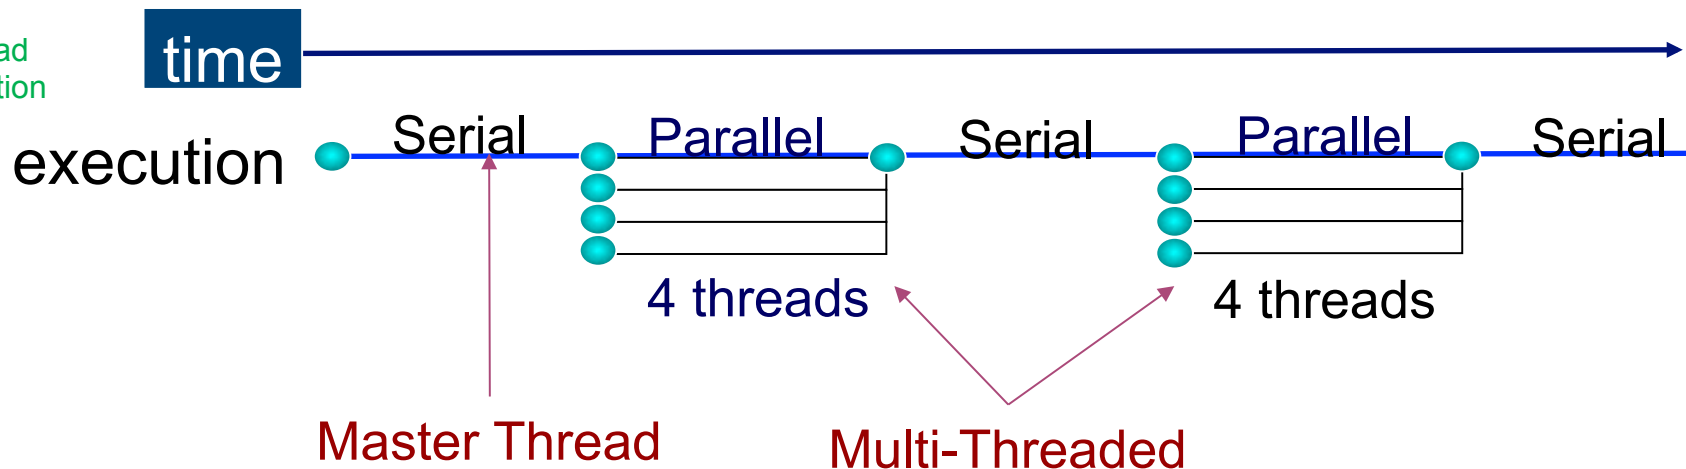 time
execution
Serial
Parallel
Serial
Parallel
Serial
4 threads
4 threads
Master Thread
Multi-Threaded